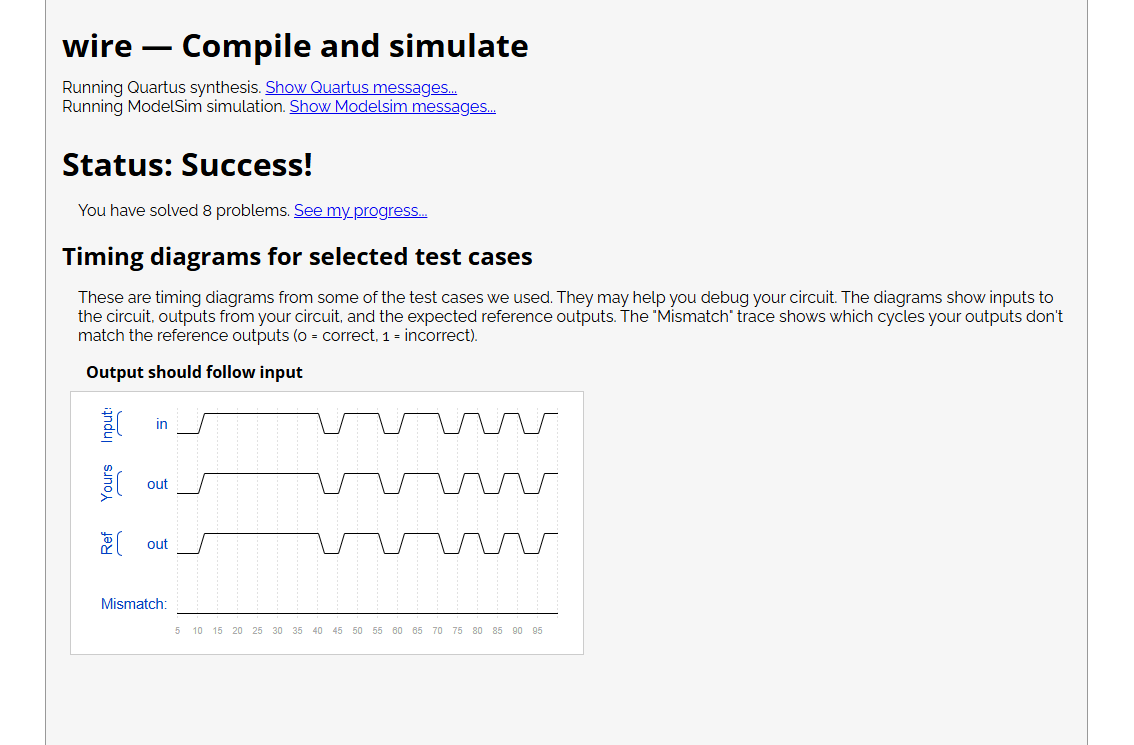 wire — Compile and simulate
Running Quartus synthesis. Show Quartus messages...
Running ModelSim simulation. Show Modelsim messages...
Status: Success!
You have solved 8 problems. See my progress...
Timing diagrams for selected test cases
These are timing diagrams from some of the test cases we used. They may help you debug your circuit. The diagrams show inputs to
the circuit, outputs from your circuit, and the expected reference outputs. The "Mismatch" trace shows which cycles your outputs don't
match the reference outputs (0 = correct, 1 = incorrect).
Output should follow input
Inputs in
Yours out
Ref out
Mismatch:
5 10 15 20 25 30 35 40 45 50 55 60 65 70 75 80 85 90 95